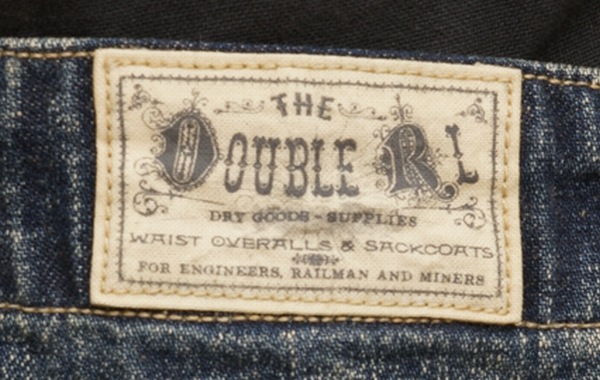 THE
DOUBLE RL
DRY GOODS - SUPPLIES
WAIST OVERALLS & SACKCOATS
FOR ENGINEERS, RAILMAN AND MINERS